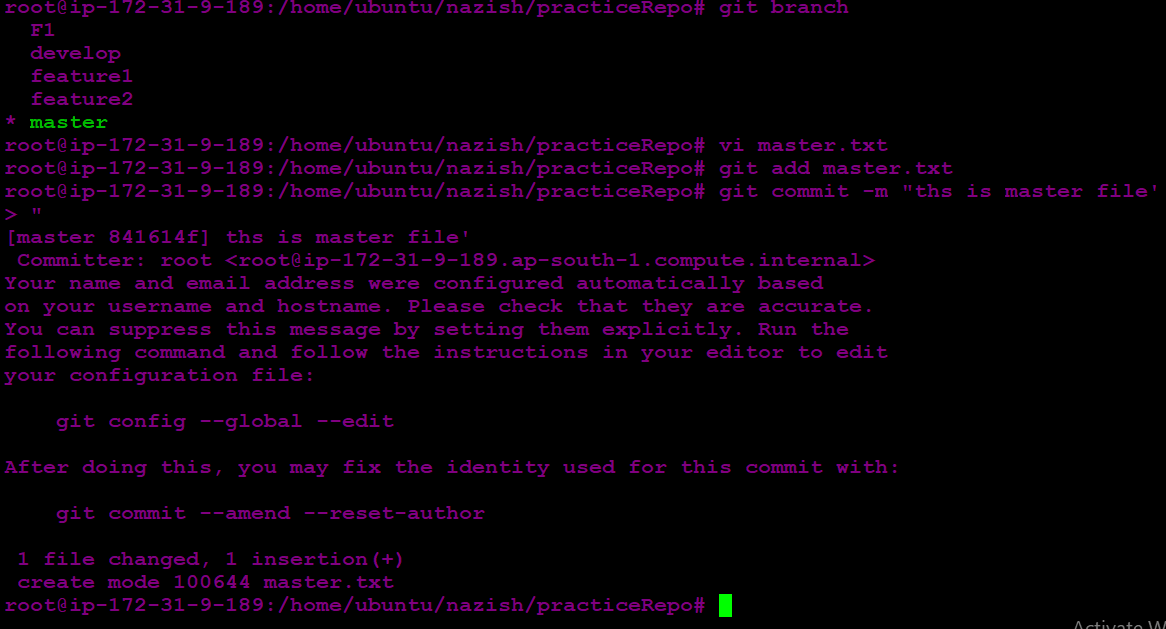 root@ip-172-31-9-189:/home/ubuntu/nazish/practiceRepo# git branch
  F1
  develop
  feature1
  feature2
* master
root@ip-172-31-9-189:/home/ubuntu/nazish/practiceRepo# vi master.txt
root@ip-172-31-9-189:/home/ubuntu/nazish/practiceRepo# git add master.txt
root@ip-172-31-9-189:/home/ubuntu/nazish/practiceRepo# git commit -m "ths is master file'
> "
[master 841614f] ths is master file'
 Committer: root <root@ip-172-31-9-189.ap-south-1.compute.internal>
Your name and email address were configured automatically based
on your username and hostname. Please check that they are accurate.
You can suppress this message by setting them explicitly. Run the
following command and follow the instructions in your editor to edit
your configuration file:

    git config --global --edit

After doing this, you may fix the identity used for this commit with:

    git commit --amend --reset-author

 1 file changed, 1 insertion(+)
 create mode 100644 master.txt
root@ip-172-31-9-189:/home/ubuntu/nazish/practiceRepo#
Activate W